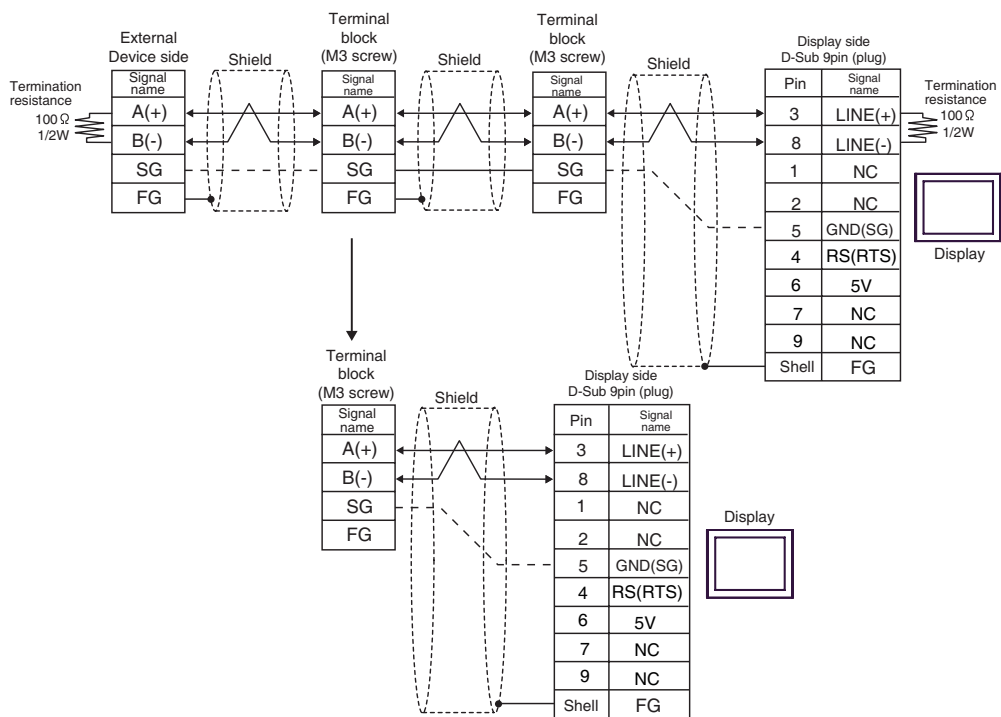 External
Device side
Shield
Terminal
block
(M3 screw)
Shield
Terminal
block
(M3 screw)
Shield
Display side
D-Sub 9pin (plug)
Termination
resistance
100Ω
1/2W
Signal
name
A(+)
B(-)
SG
FG
Signal
name
A(+)
B(-)
SG
FG
Signal
name
A(+)
B(-)
SG
FG
Pin Signal
name
3 LINE(+)
8 LINE(-)
1 NC
2 NC
5 GND(SG)
4 RS(RTS)
6 5V
7 NC
9 NC
Shell FG
Termination
resistance
100Ω
1/2W
Display
Terminal
block
(M3 screw)
Shield
Display side
D-Sub 9pin (plug)
Signal
name
A(+)
B(-)
SG
FG
Pin Signal
name
3 LINE(+)
8 LINE(-)
1 NC
2 NC
5 GND(SG)
4 RS(RTS)
6 5V
7 NC
9 NC
Shell FG
Display